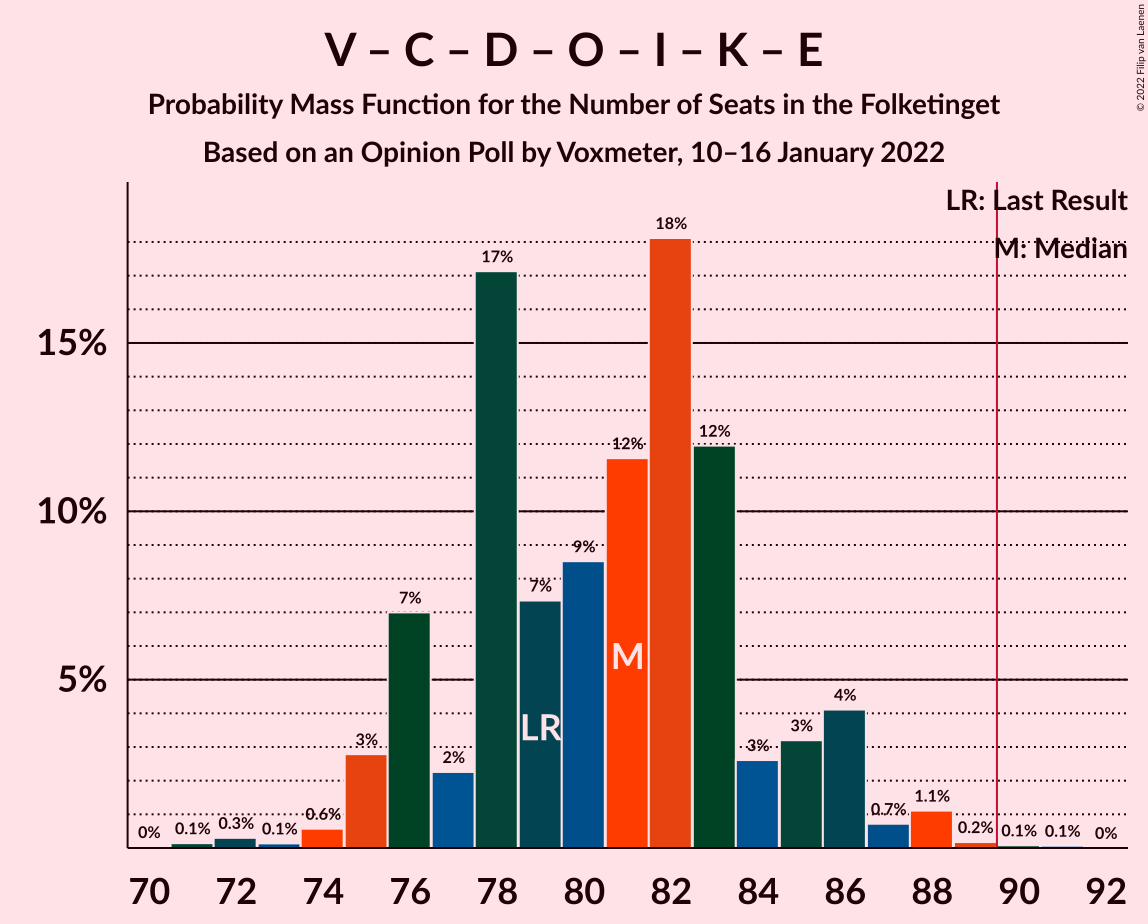 V – C – D – O – I – K – E
Probability Mass Function for the Number of Seats in the Folketinget
Based on an Opinion Poll by Voxmeter, 10–16 January 2022
© 2022 Filip van Laenen
LR: Last Result
M: Median
15%
10%
5%
0%
0.1%
0.3%
0.1%
0.6%
3%
7%
2%
17%
7%
9%
12%
18%
12%
3%
3%
4%
0.7%
1.1%
0.2%
0.1%
0.1%
0%
LR
M
70 72 74 76 78 80 82 84 86 88 90 92